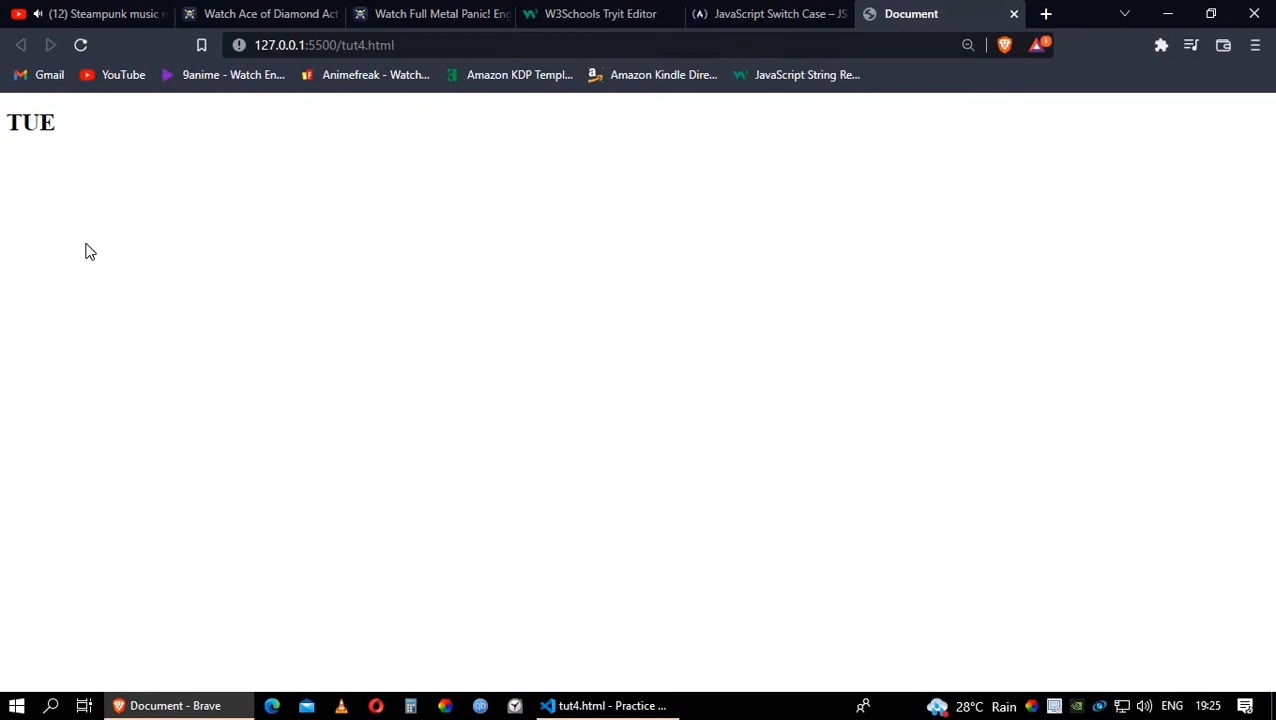 (12) Steampunk music
Watch Ace of Diamond Act
Watch Full Metal Panic! Eng
W3Schools Tryit Editor
JavaScript Switch Case – JS
Document
127.0.0.1:5500/tut4.html
Gmail
YouTube
9anime - Watch En...
Animefreak - Watch...
Amazon KDP Templ...
Amazon Kindle Dire...
JavaScript String Re...
TUE
Document - Brave
tut4.html - Practice ...
28°C Rain
ENG
19:25